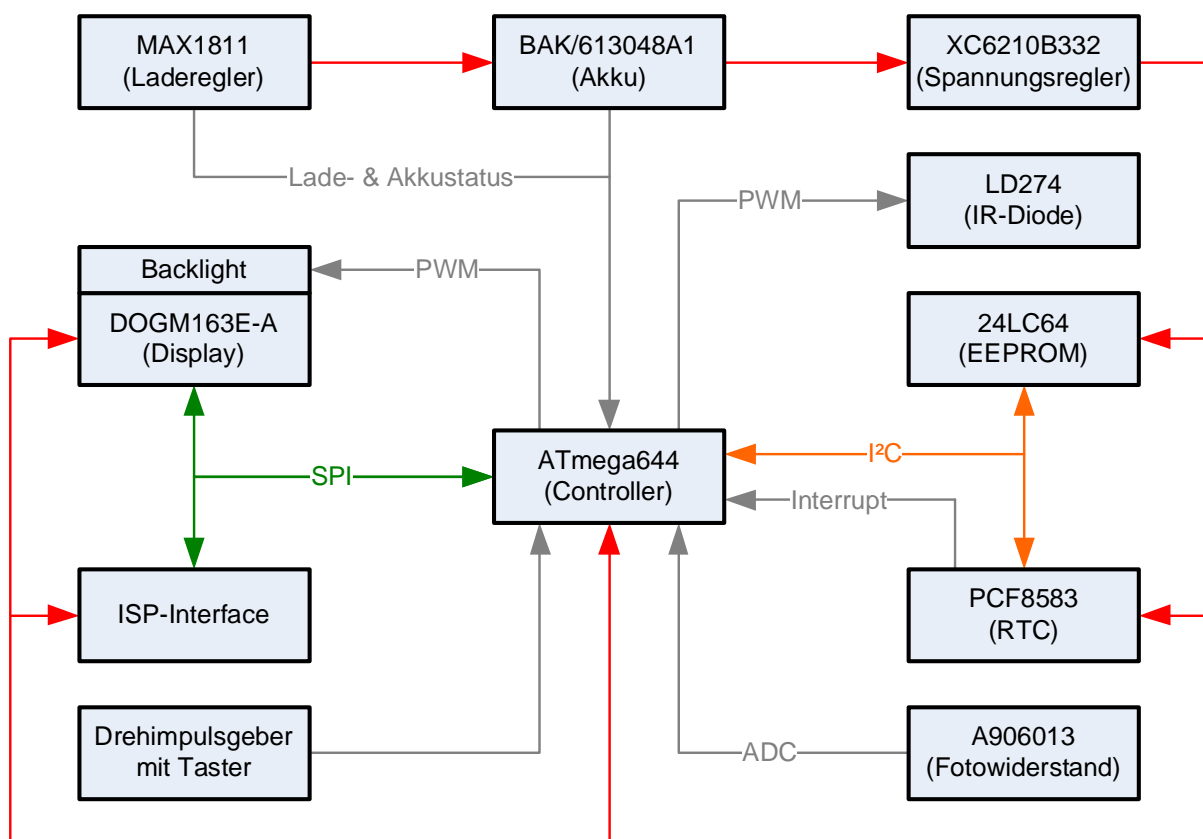 MAX1811
(Laderegler)
BAK/613048A1
(Akku)
XC6210B332
(Spannungsregler)
Lade- & Akkustatus
PWM
LD274
(IR-Diode)
Backlight
PWM
DOGM163E-A
(Display)
24LC64
(EEPROM)
SPI
ATmega644
(Controller)
I²C
Interrupt
ISP-Interface
PCF8583
(RTC)
Drehimpulsgeber
mit Taster
ADC
A906013
(Fotowiderstand)